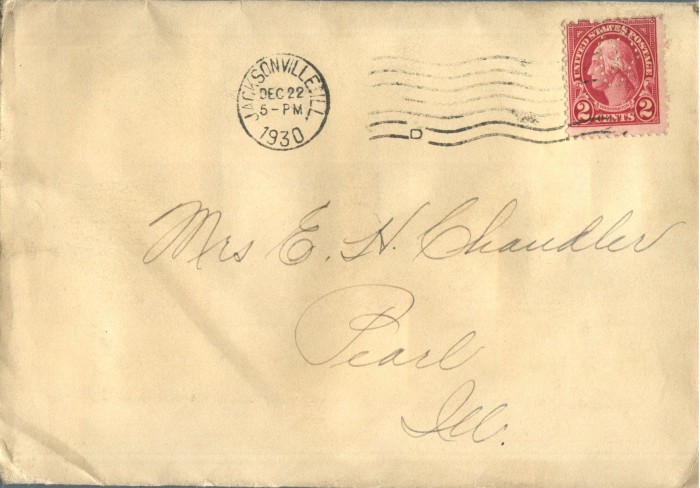 JACKSONVILLE, ILL.
DEC 22
5-PM
1930
UNITED STATES POSTAGE
2 CENTS 2
D
Mrs E. H. Chandler
Pearl
Ill.